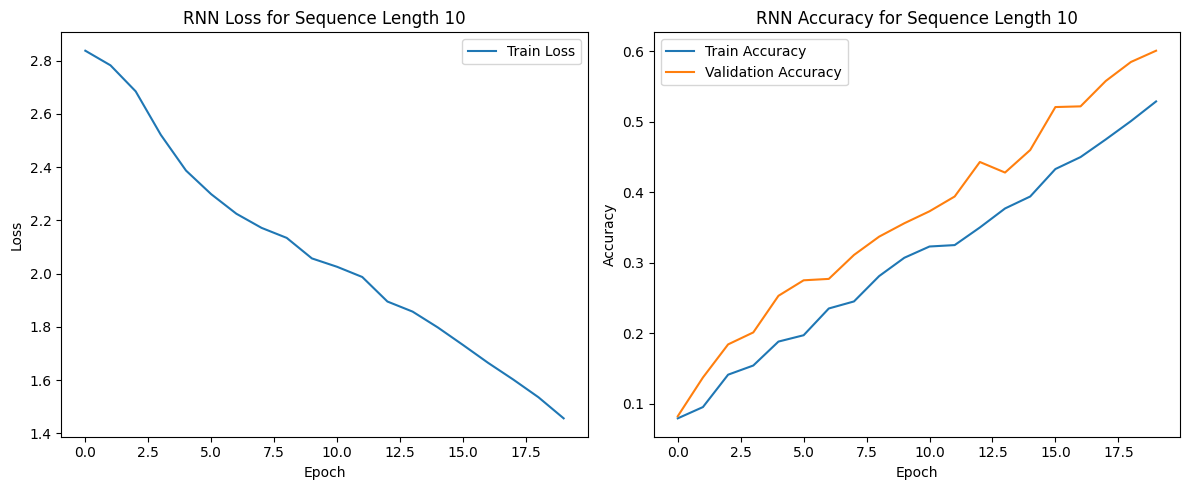 RNN Loss for Sequence Length 10
Train Loss
2.8
2.6
2.4
2.2
2.0
1.8
1.6
1.4
Loss
0.0 2.5 5.0 7.5 10.0 12.5 15.0 17.5
Epoch
RNN Accuracy for Sequence Length 10
Train Accuracy
Validation Accuracy
0.6
0.5
0.4
0.3
0.2
0.1
Accuracy
0.0 2.5 5.0 7.5 10.0 12.5 15.0 17.5
Epoch